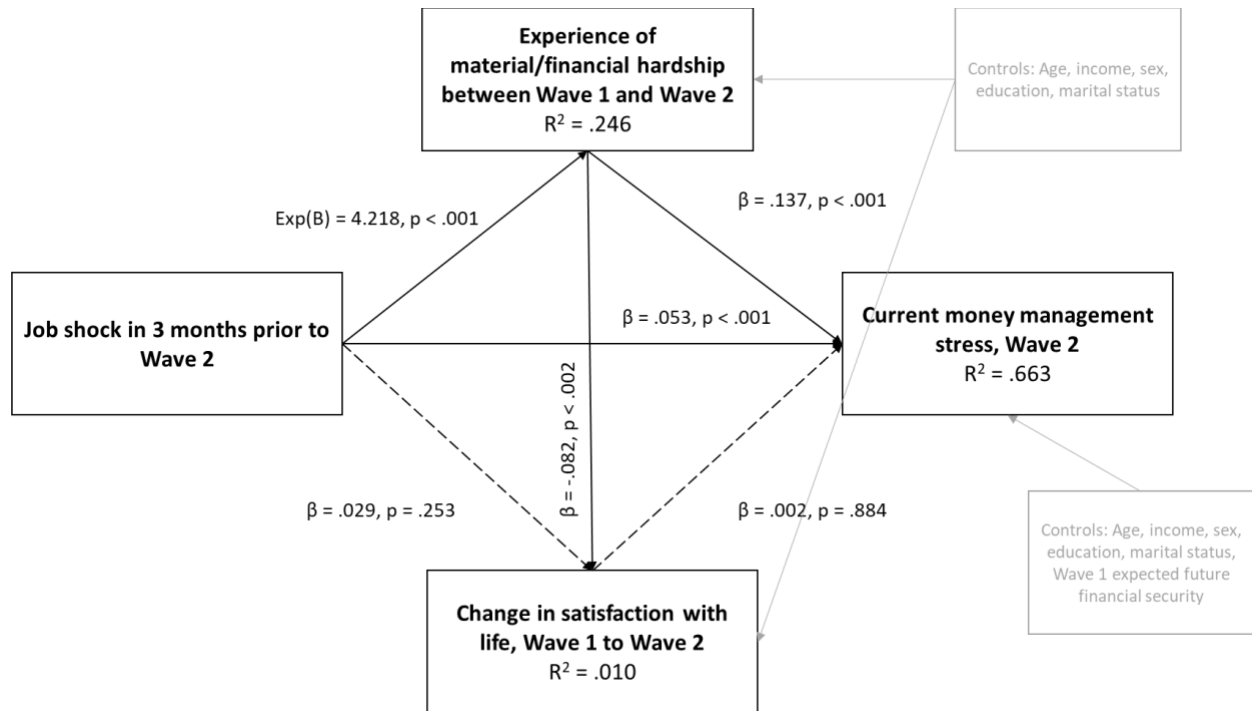 Experience of
material/financial hardship
between Wave 1 and Wave 2
R² = .246
Controls: Age, income, sex,
education, marital status
Exp(B) = 4.218, p < .001
β = .137, p < .001
Job shock in 3 months prior to
Wave 2
β = .053, p < .001
Current money management
stress, Wave 2
R² = .663
β = -.082, p < .002
β = .029, p = .253
β = .002, p = .884
Controls: Age, income, sex,
education, marital status,
Wave 1 expected future
financial security
Change in satisfaction with
life, Wave 1 to Wave 2
R² = .010